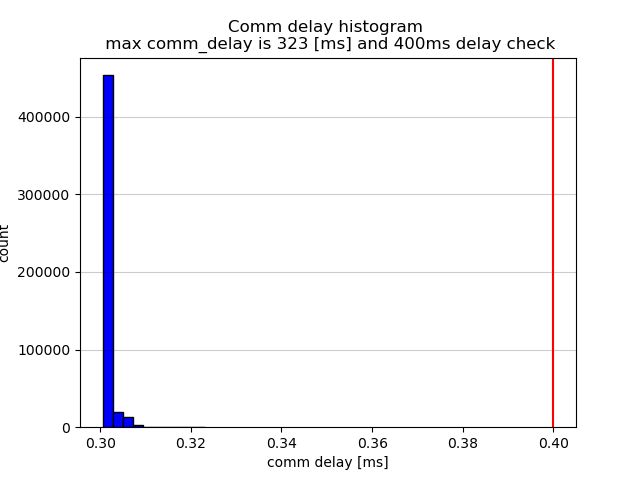 Comm delay histogram
max comm_delay is 323 [ms] and 400ms delay check
400000
300000
200000
100000
0
count
0.30 0.32 0.34 0.36 0.38 0.40
comm delay [ms]